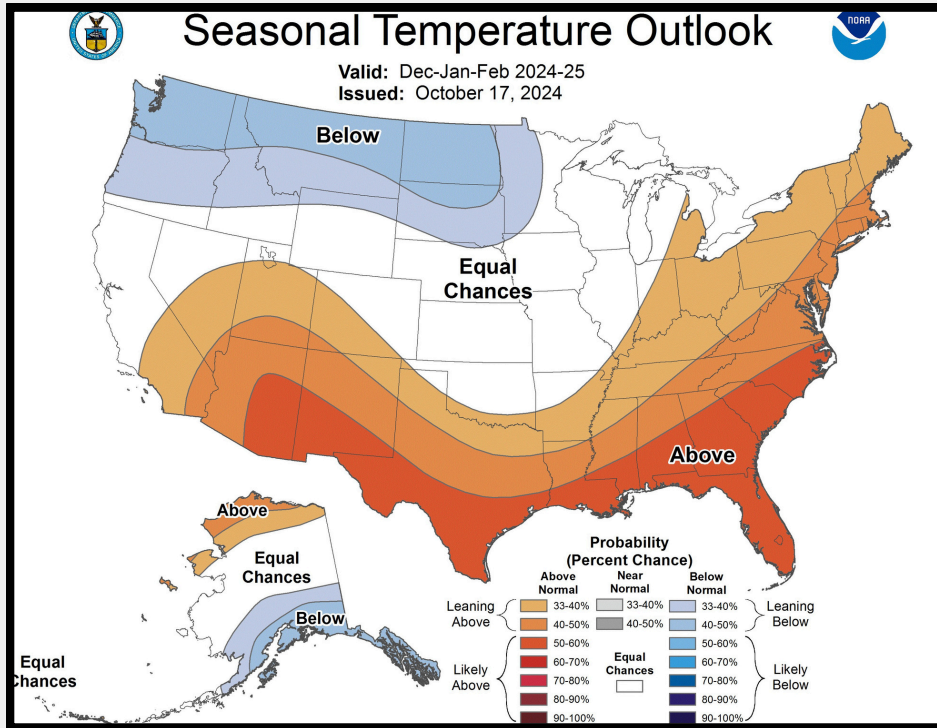 Seasonal Temperature Outlook
NOAA
Valid: Dec-Jan-Feb 2024-25
Issued: October 17, 2024
Below
Equal
Chances
Above
Above
Equal
Chances
Below
Equal
Chances
Probability
(Percent Chance)
Above
Normal
Near
Normal
Below
Normal
Leaning
Above
33-40%
40-50%
33-40%
40-50%
33-40%
40-50%
Leaning
Below
Likely
Above
50-60%
60-70%
70-80%
80-90%
90-100%
Equal
Chances
50-60%
60-70%
70-80%
80-90%
90-100%
Likely
Below